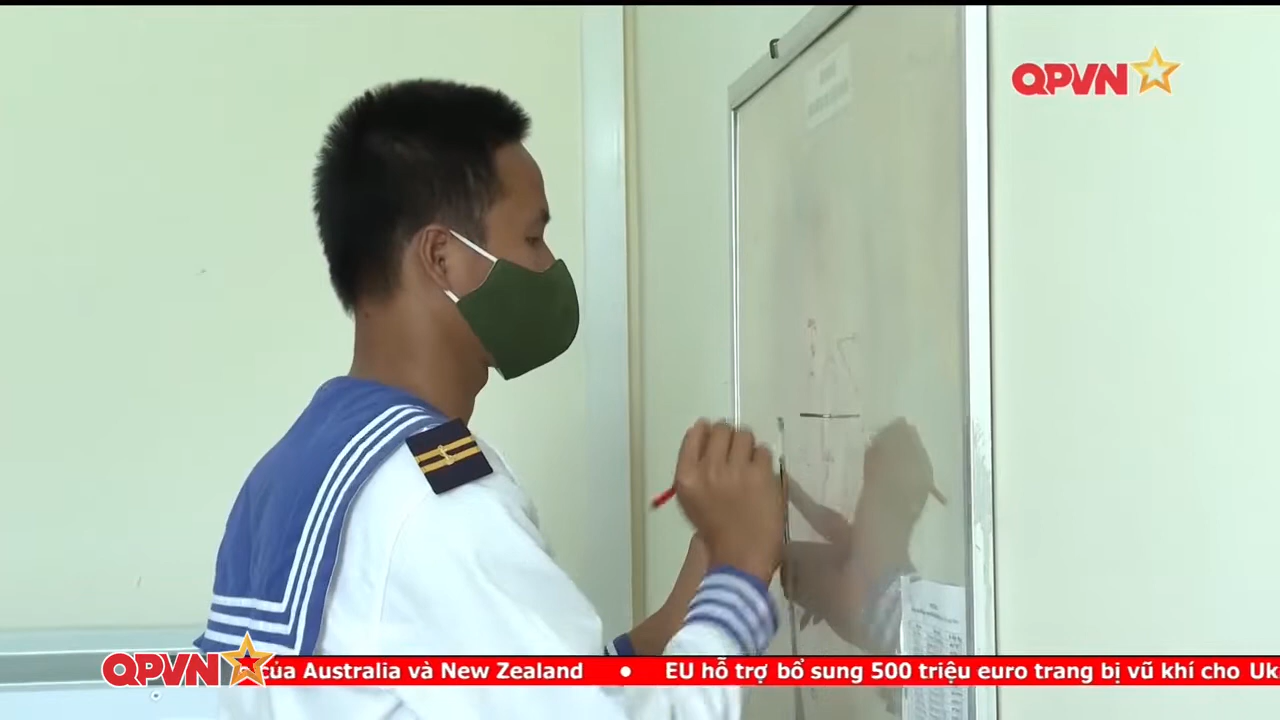 QPVN
QPVN của Australia và New Zealand ● EU hỗ trợ bổ sung 500 triệu euro trang bị vũ khí cho Uk